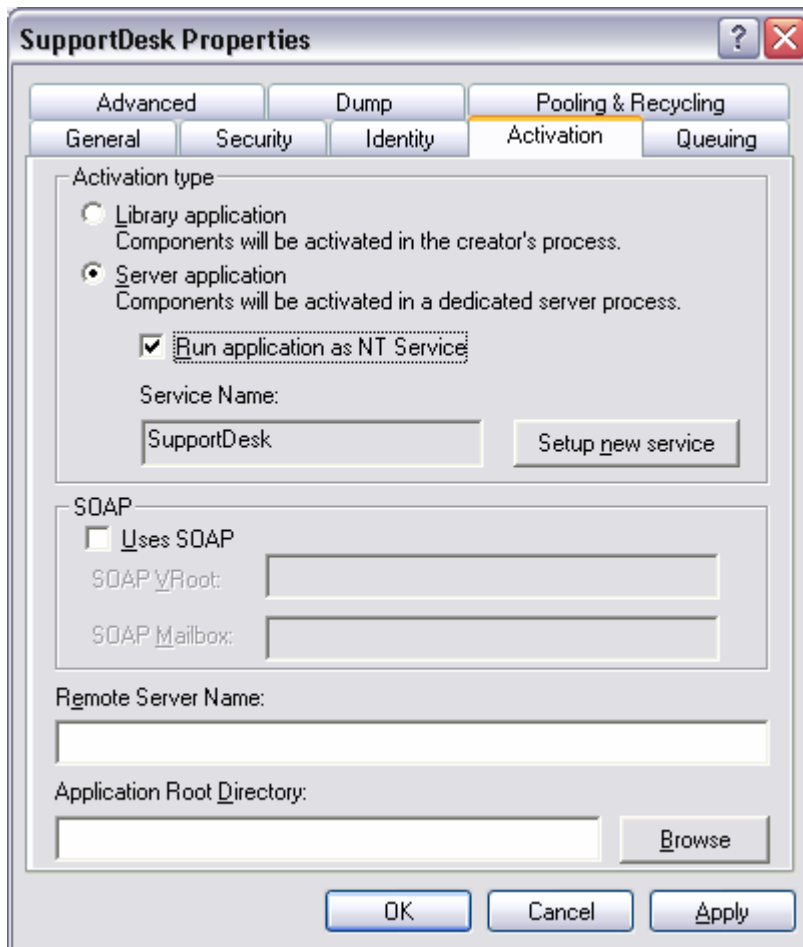 SupportDesk Properties
Advanced Dump Pooling & Recycling
General Security Identity Activation Queuing
Activation type
Library application
Components will be activated in the creator's process.
Server application
Components will be activated in a dedicated server process.
Run application as NT Service
Service Name:
SupportDesk Setup new service
SOAP
Uses SOAP
SOAP VRoot:
SOAP Mailbox:
Remote Server Name:
Application Root Directory:
Browse
OK Cancel Apply